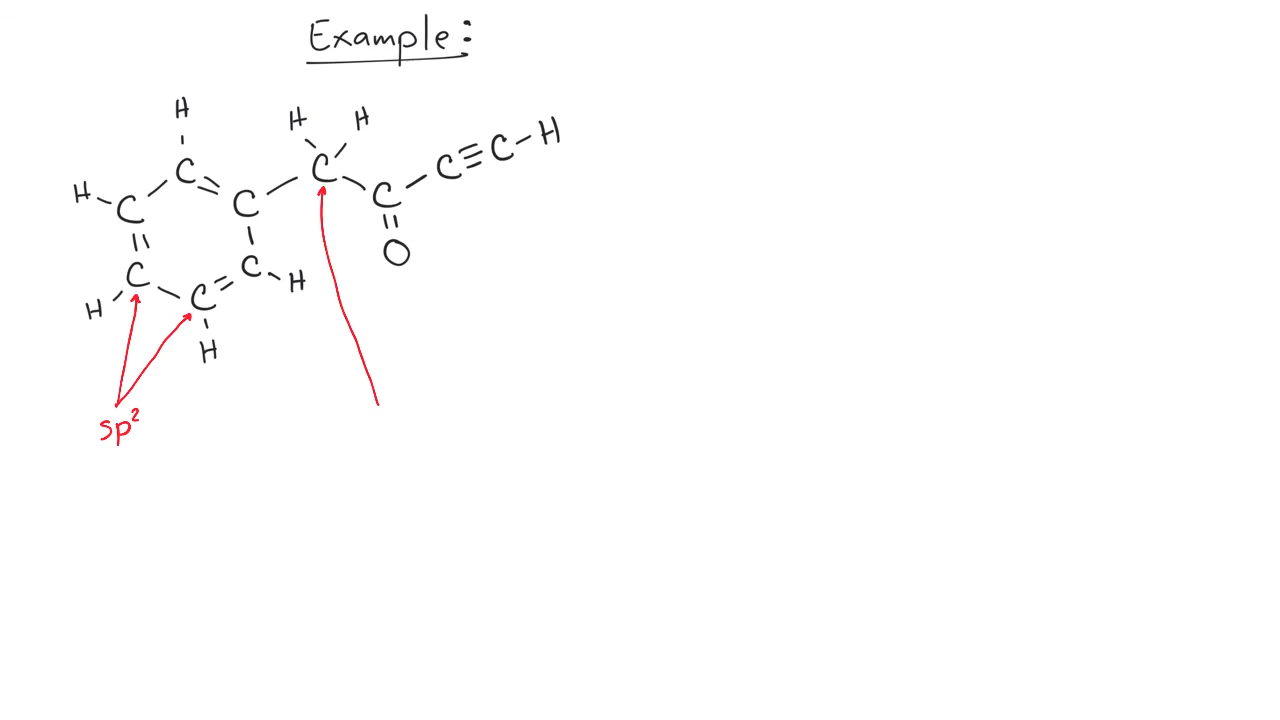 Example:
H
H H
C≡C-H
H C C
C C C
O
C C H
H C
H
sp²